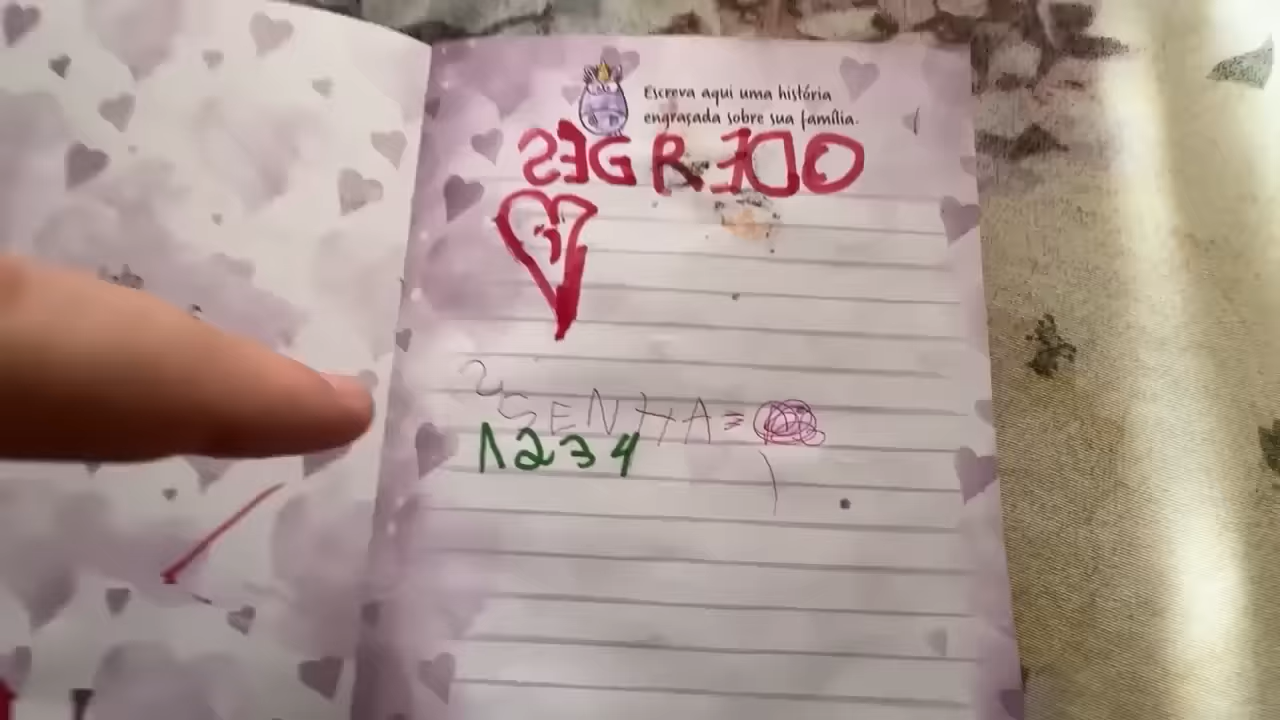 Escreva aqui uma história
engraçada sobre sua família.
SEGREDO
SENHA=
1234